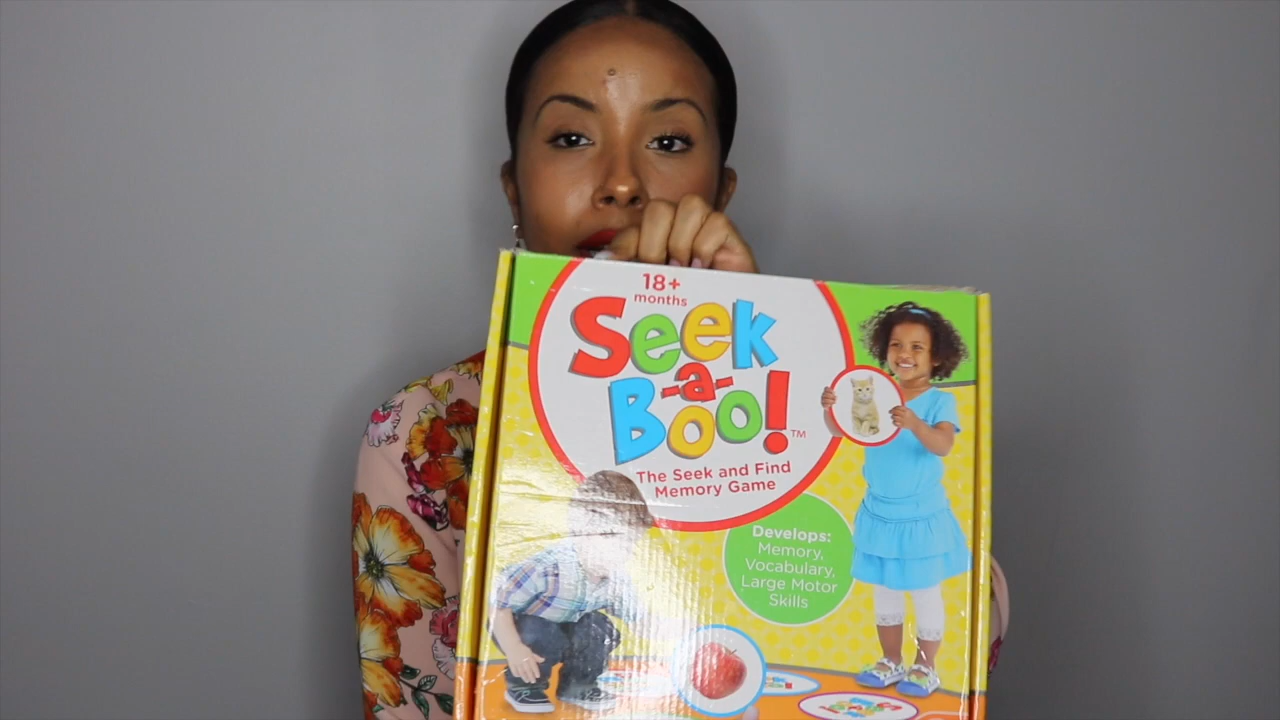 18+
months
Seek
-a-
Boo!™
The Seek and Find
Memory Game
Develops:
Memory,
Vocabulary,
Large Motor
Skills